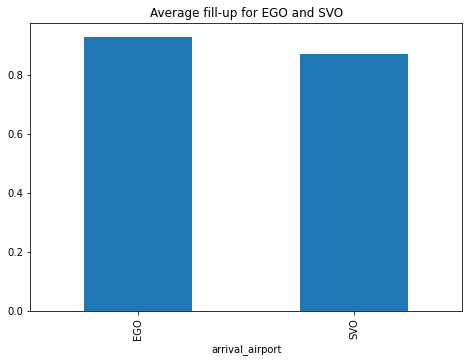 Average fill-up for EGO and SVO
0.8
0.6
0.4
0.2
0.0
EGO
SVO
arrival_airport